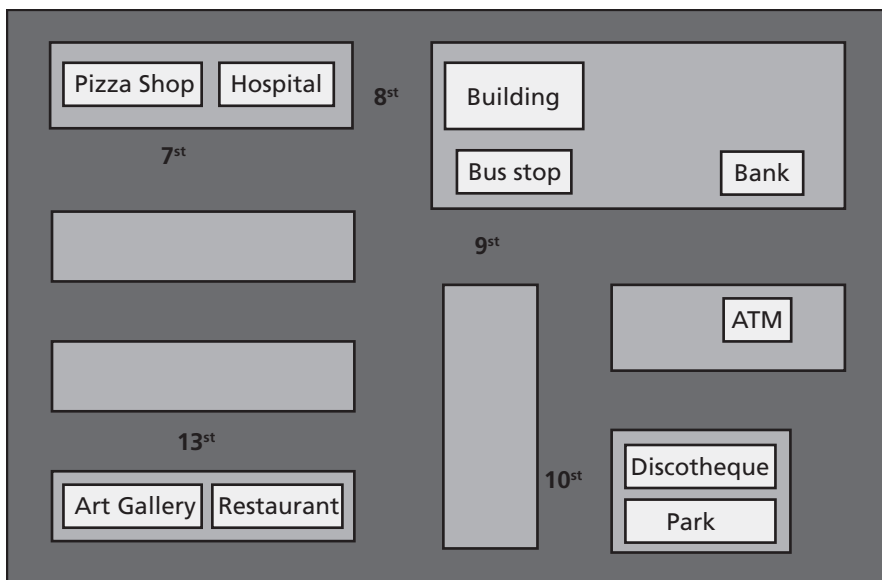 Pizza Shop
Hospital
8st
Building
7st
Bus stop
Bank
9st
ATM
13st
Discotheque
10st
Art Gallery
Restaurant
Park